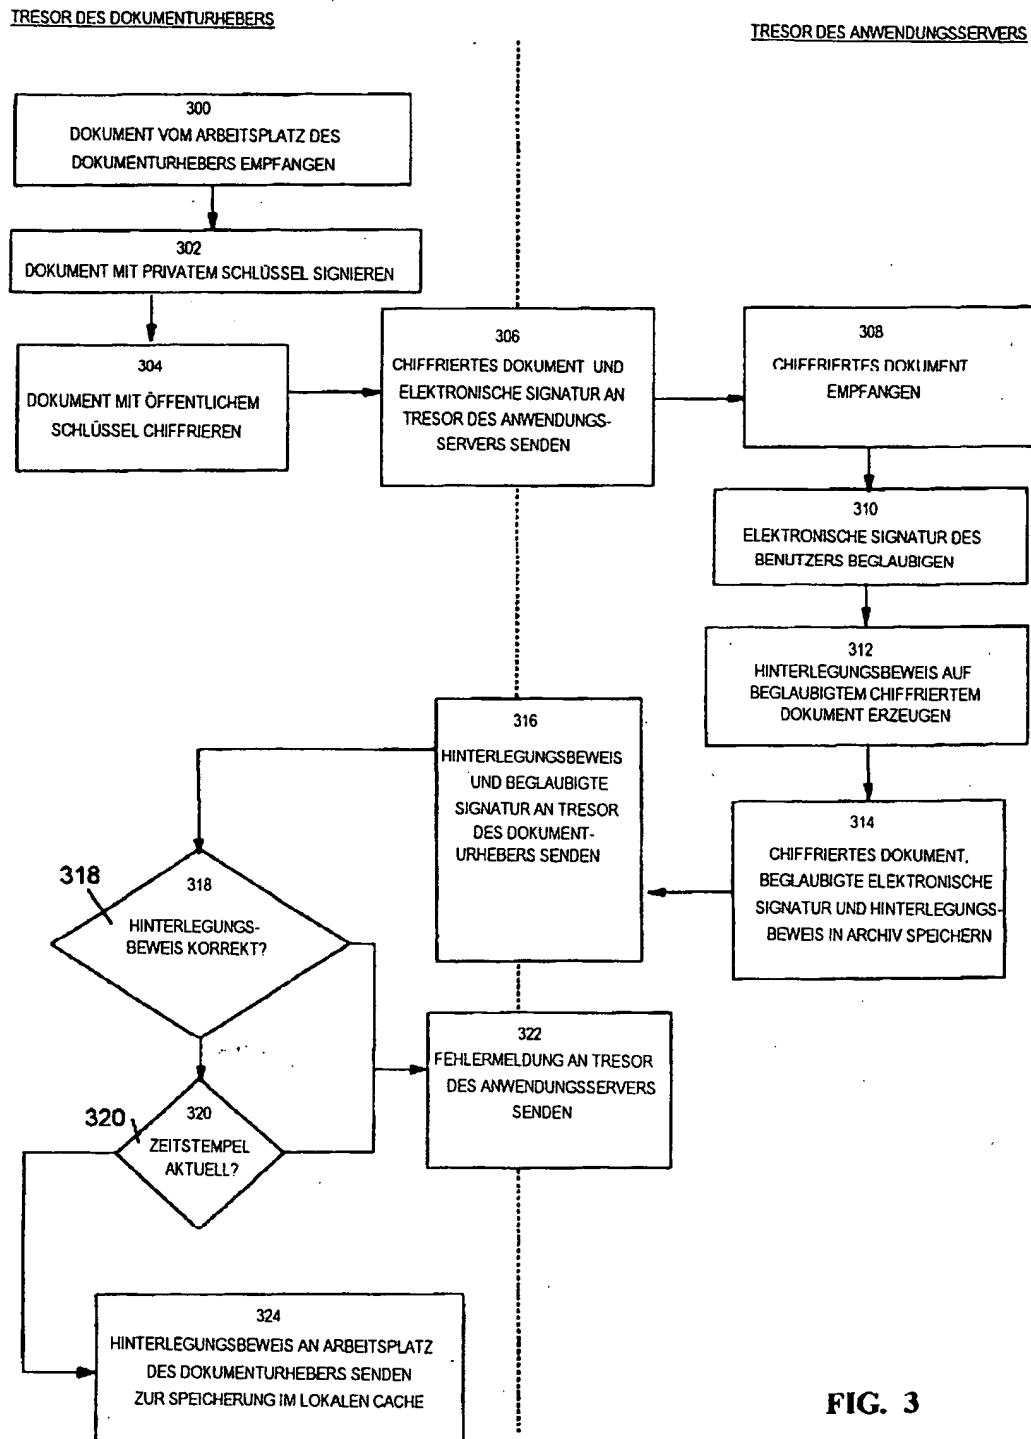 TRESOR DES DOKUMENTURHEBERS
TRESOR DES ANWENDUNGSSERVERS
300
DOKUMENT VOM ARBEITSPLATZ DES
DOKUMENTURHEBERS EMPFANGEN
302
DOKUMENT MIT PRIVATEM SCHLÜSSEL SIGNIEREN
304
DOKUMENT MIT ÖFFENTLICHEM
SCHLÜSSEL CHIFFRIEREN
306
CHIFFRIERTES DOKUMENT UND
ELEKTRONISCHE SIGNATUR AN
TRESOR DES ANWENDUNGS-
SERVERS SENDEN
308
CHIFFRIERTES DOKUMENT
EMPFANGEN
310
ELEKTRONISCHE SIGNATUR DES
BENUTZERS BEGLAUBIGEN
312
HINTERLEGUNGSBEWEIS AUF
BEGLAUBIGTEM CHIFFRIERTEM
DOKUMENT ERZEUGEN
314
CHIFFRIERTES DOKUMENT,
BEGLAUBIGTE ELEKTRONISCHE
SIGNATUR UND HINTERLEGUNGS-
BEWEIS IN ARCHIV SPEICHERN
316
HINTERLEGUNGSBEWEIS
UND BEGLAUBIGTE
SIGNATUR AN TRESOR
DES DOKUMENT-
URHEBERS SENDEN
318
318
HINTERLEGUNGS-
BEWEIS KORREKT?
320
320
ZEITSTEMPEL
AKTUELL?
322
FEHLERMELDUNG AN TRESOR
DES ANWENDUNGSSERVERS
SENDEN
324
HINTERLEGUNGSBEWEIS AN ARBEITSPLATZ
DES DOKUMENTURHEBERS SENDEN
ZUR SPEICHERUNG IM LOKALEN CACHE
FIG. 3